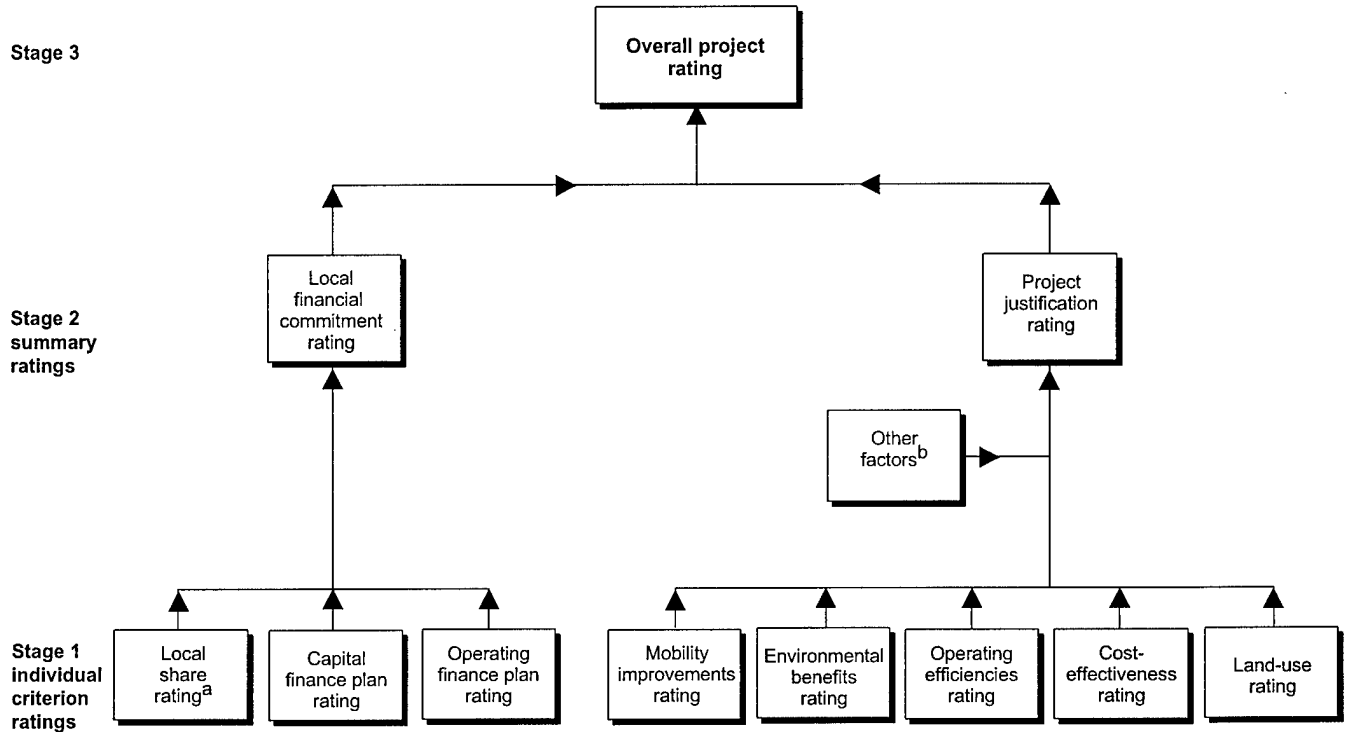 Stage 3
Overall project
rating
Stage 2
summary
ratings
Local
financial
commitment
rating
Project
justification
rating
Other
factorsb
Stage 1
individual
criterion
ratings
Local
share
ratinga
Capital
finance plan
rating
Operating
finance plan
rating
Mobility
improvements
rating
Environmental
benefits
rating
Operating
efficiencies
rating
Cost-
effectiveness
rating
Land-use
rating